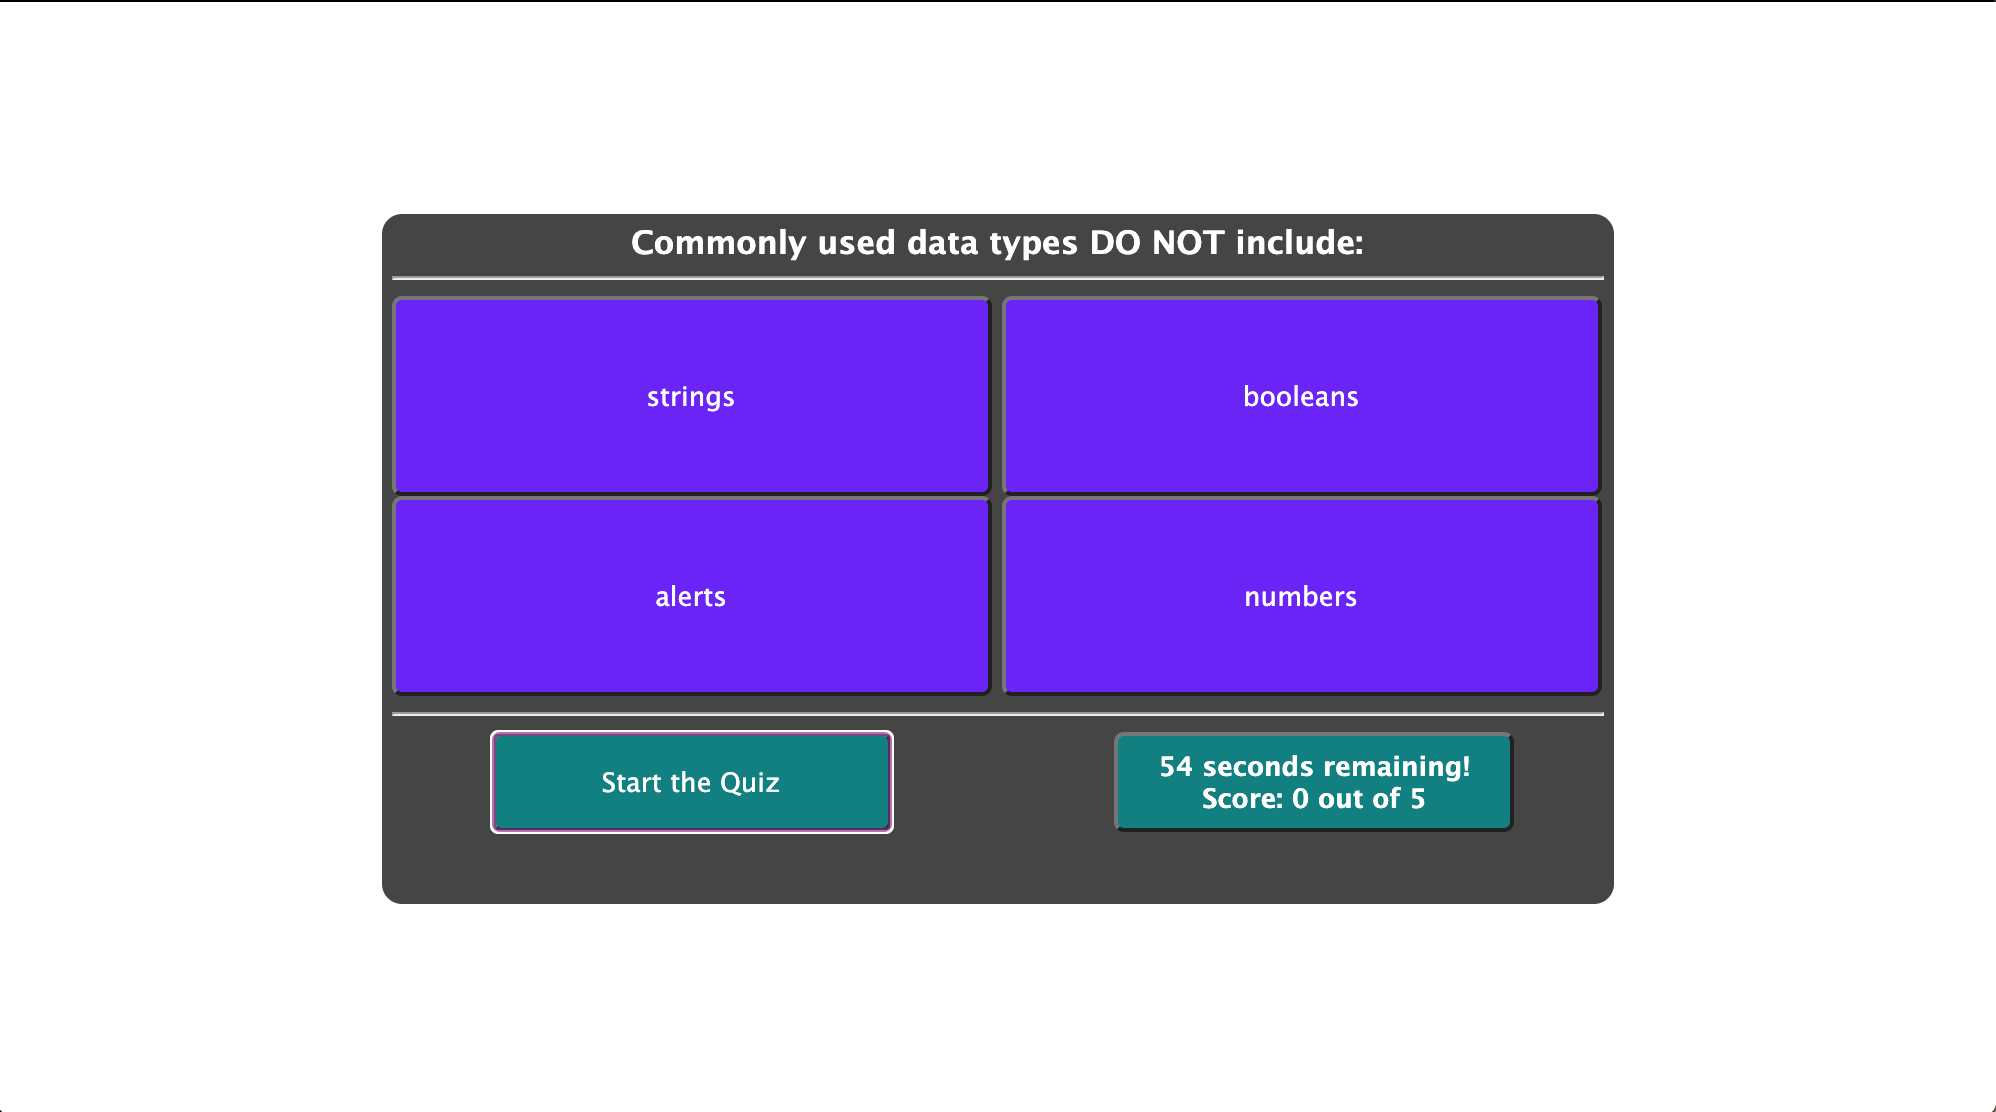 Commonly used data types DO NOT include:
strings
booleans
alerts
numbers
Start the Quiz
54 seconds remaining!
Score: 0 out of 5